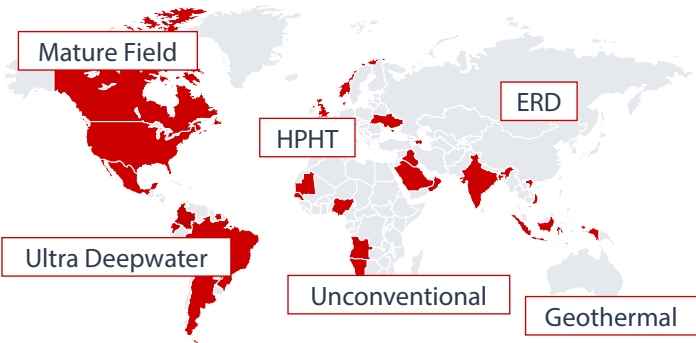 Mature Field
ERD
HPHT
Ultra Deepwater
Unconventional
Geothermal